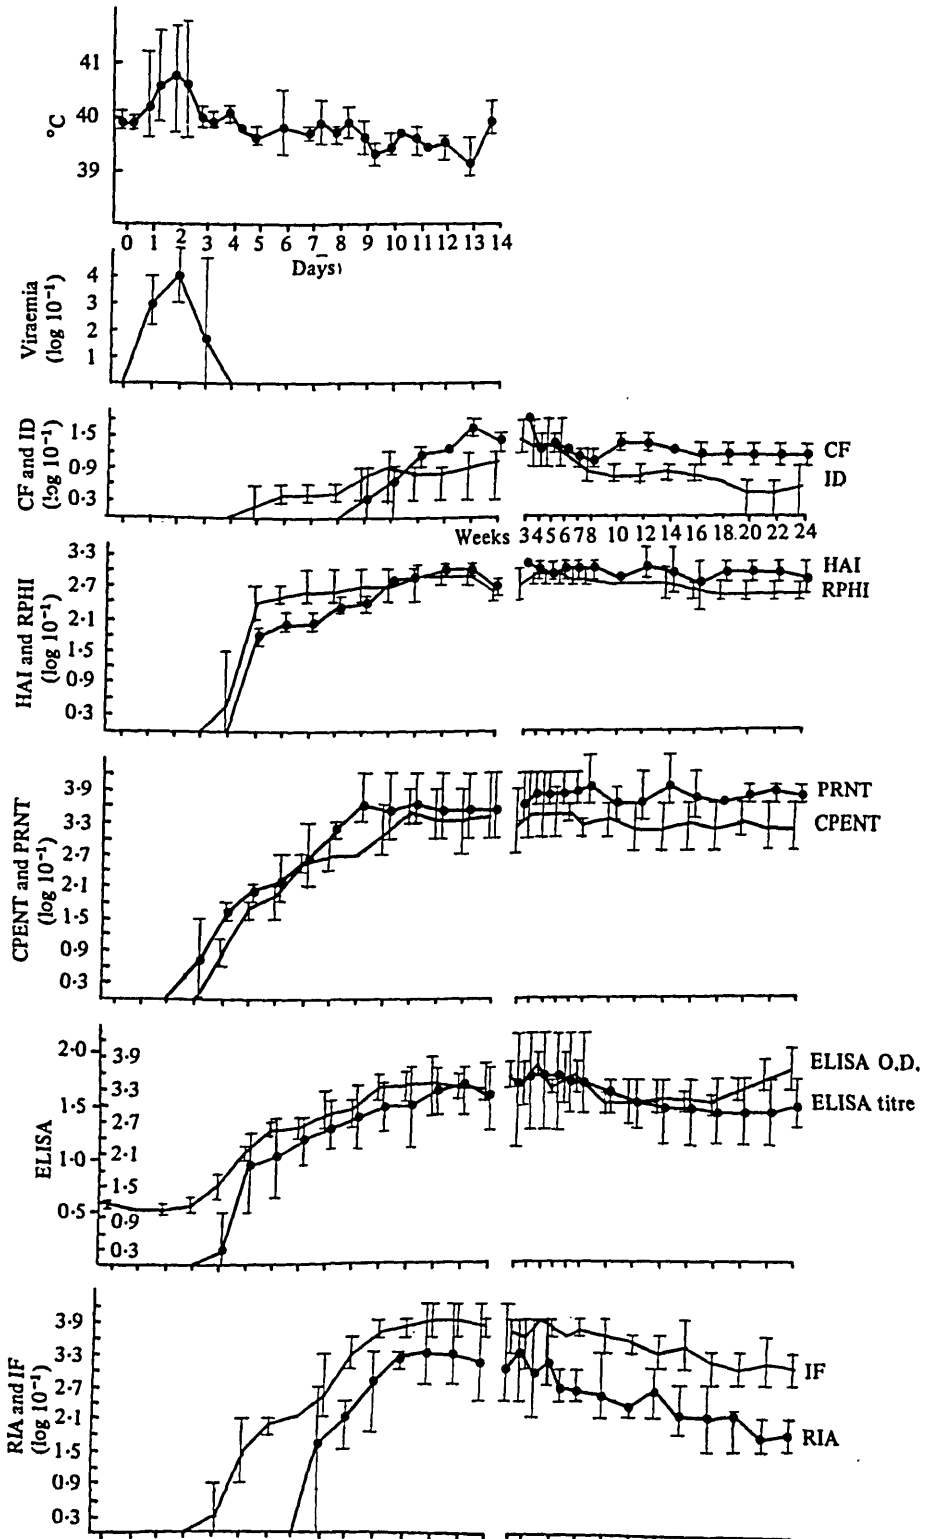 °C
41
40
39
0 1 2 3 4 5 6 7 8 9 10 11 12 13 14
Days
Viraemia
(log 10⁻¹)
4
3
2
1
CF and ID
(log 10⁻¹)
1·5
0·9
0·3
CF
ID
Weeks 3 4 5 6 7 8 10 12 14 16 18 20 22 24
HAI and RPHI
(log 10⁻¹)
3·3
2·7
2·1
1·5
0·9
0·3
HAI
RPHI
CPENT and PRNT
(log 10⁻¹)
3·9
3·3
2·7
2·1
1·5
0·9
0·3
PRNT
CPENT
ELISA
2·0
1·5
1·0
0·5
3·9
3·3
2·7
2·1
1·5
0·9
0·3
ELISA O.D.
ELISA titre
RIA and IF
(log 10⁻¹)
3·9
3·3
2·7
2·1
1·5
0·9
0·3
IF
RIA